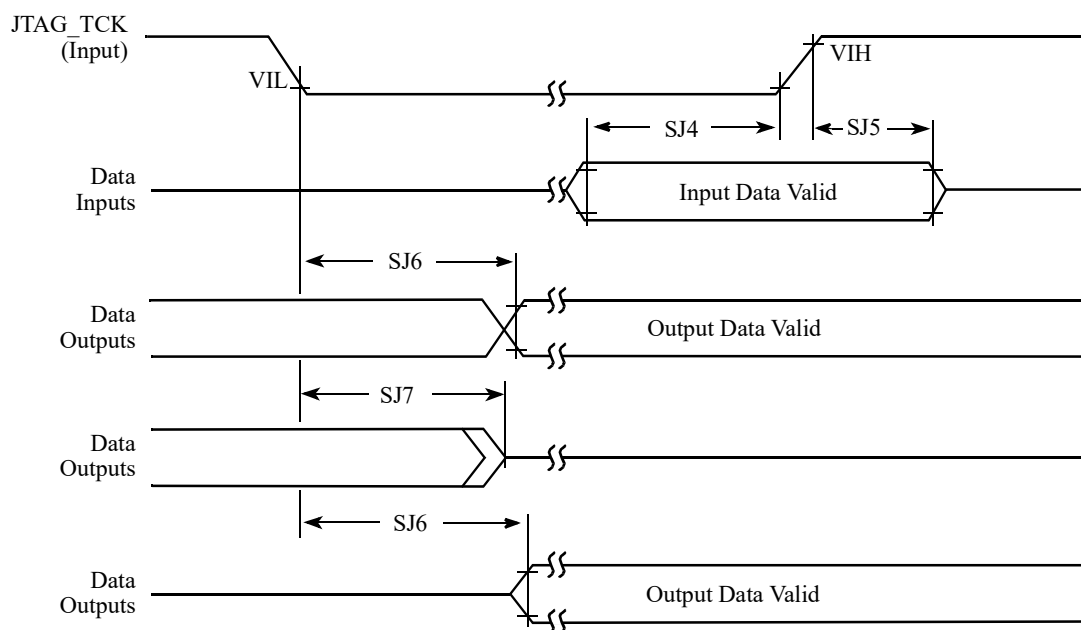 JTAG_TCK
(Input)
VIL
VIH
SJ4
SJ5
Data
Inputs
Input Data Valid
SJ6
Data
Outputs
Output Data Valid
SJ7
Data
Outputs
SJ6
Data
Outputs
Output Data Valid